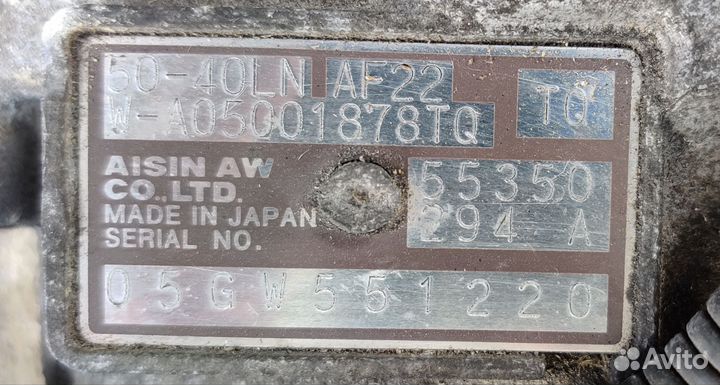 50-40LN AF22
W-A05001878TQ TQ
AISIN AW
CO.,LTD.
MADE IN JAPAN
SERIAL NO.
55350
294 A
05GW551220
Avito